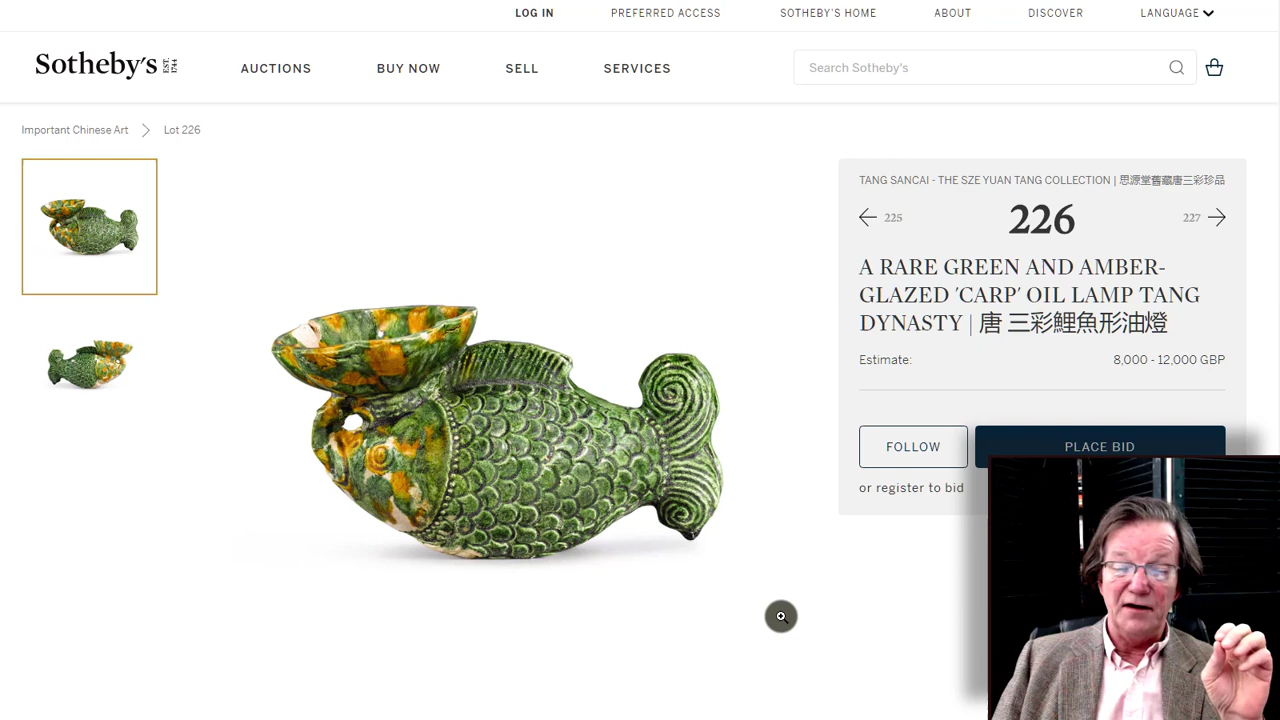 LOG IN PREFERRED ACCESS SOTHEBY'S HOME ABOUT DISCOVER LANGUAGE
Sotheby's EST. 1744
AUCTIONS BUY NOW SELL SERVICES
Search Sotheby's
Important Chinese Art Lot 226
TANG SANCAI - THE SZE YUAN TANG COLLECTION | 思源堂舊藏唐三彩珍品
225 226 227
A RARE GREEN AND AMBER-
GLAZED 'CARP' OIL LAMP TANG
DYNASTY | 唐 三彩鯉魚形油燈
Estimate: 8,000 - 12,000 GBP
FOLLOW PLACE BID
or register to bid